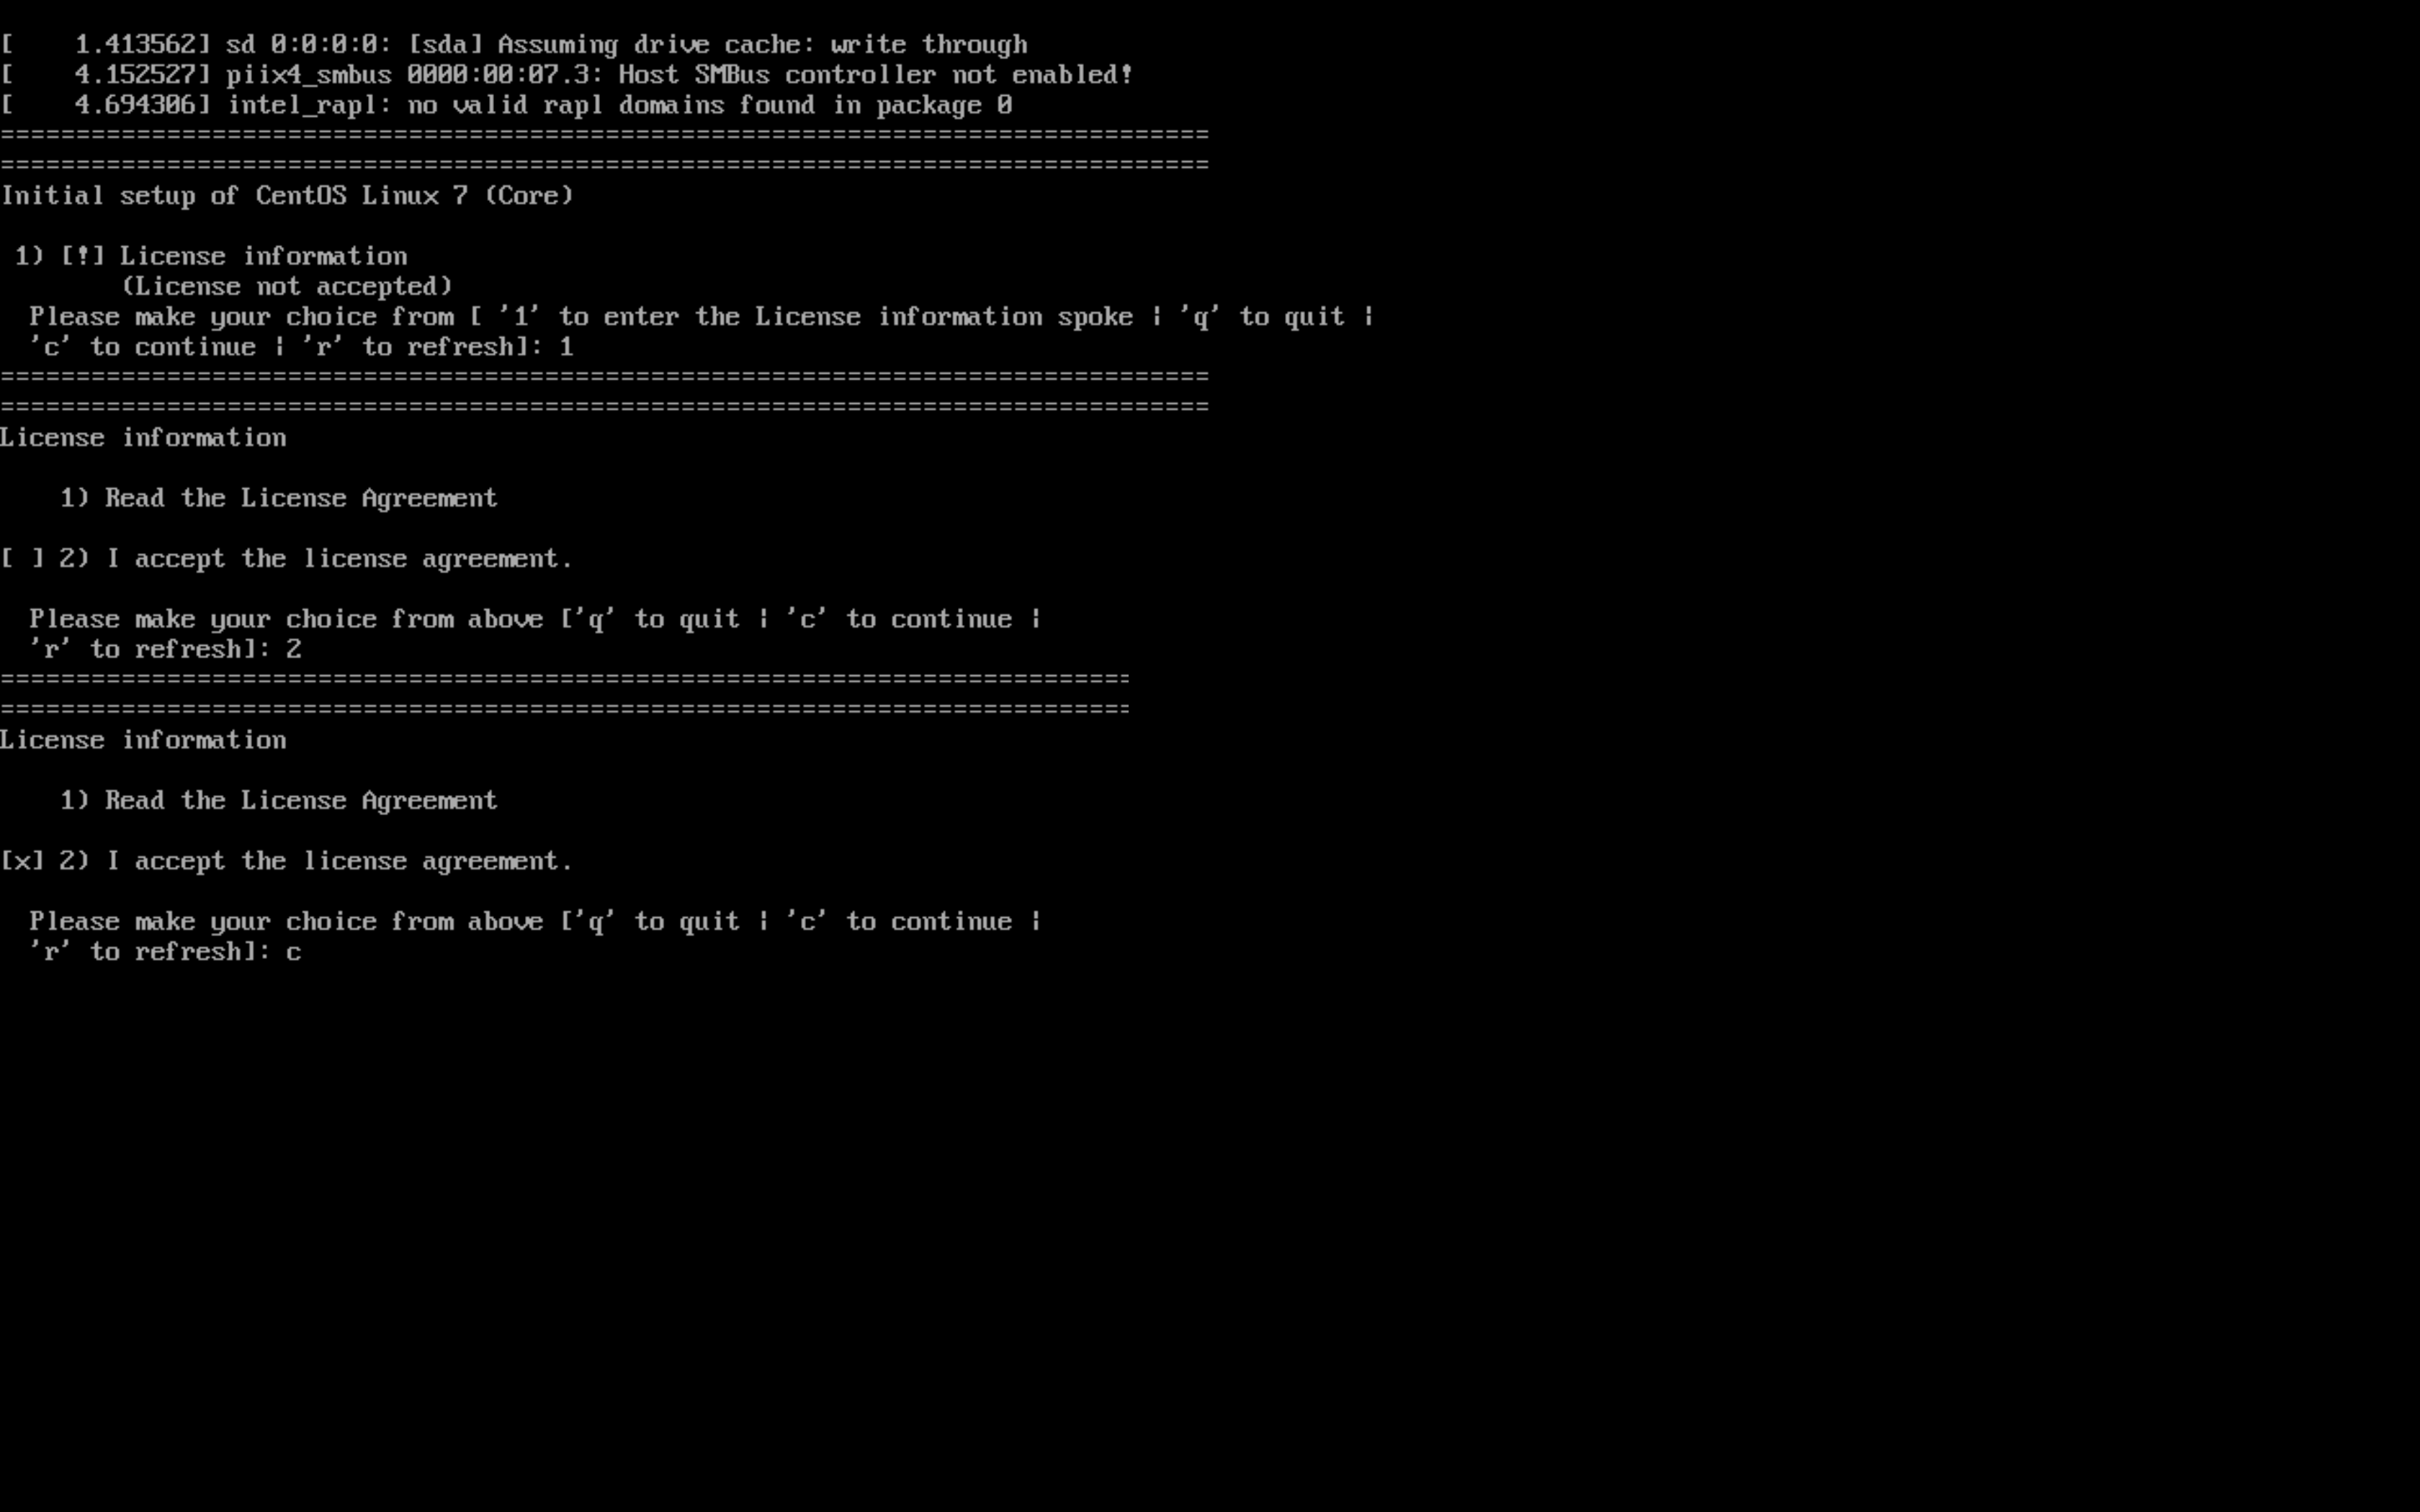 [    1.413562] sd 0:0:0:0: [sda] Assuming drive cache: write through
[    4.152527] piix4_smbus 0000:00:07.3: Host SMBus controller not enabled!
[    4.694306] intel_rapl: no valid rapl domains found in package 0
================================================================================
================================================================================
Initial setup of CentOS Linux 7 (Core)
 1) [!] License information
        (License not accepted)
  Please make your choice from [ '1' to enter the License information spoke | 'q' to quit |
  'c' to continue | 'r' to refresh]: 1
================================================================================
================================================================================
License information
    1) Read the License Agreement
[ ] 2) I accept the license agreement.
  Please make your choice from above ['q' to quit | 'c' to continue |
  'r' to refresh]: 2
===========================================================================
===========================================================================
License information
    1) Read the License Agreement
[x] 2) I accept the license agreement.
  Please make your choice from above ['q' to quit | 'c' to continue |
  'r' to refresh]: c